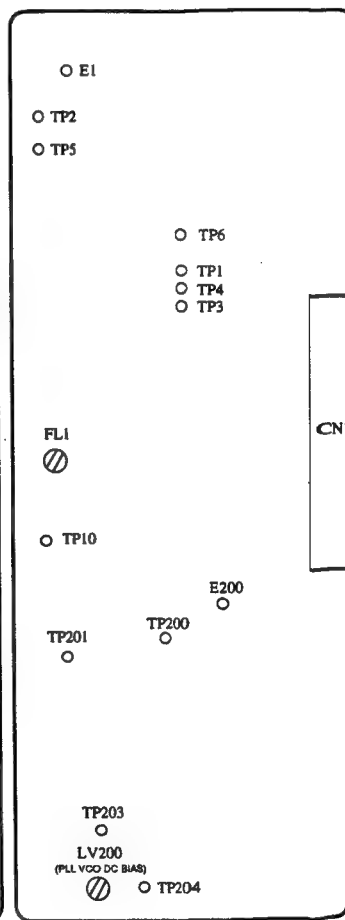 E1
TP2
TP5
TP6
TP1
TP4
TP3
CN
FL1
TP10
E200
TP200
TP201
TP203
LV200
(PLL VCO DC BIAS)
TP204